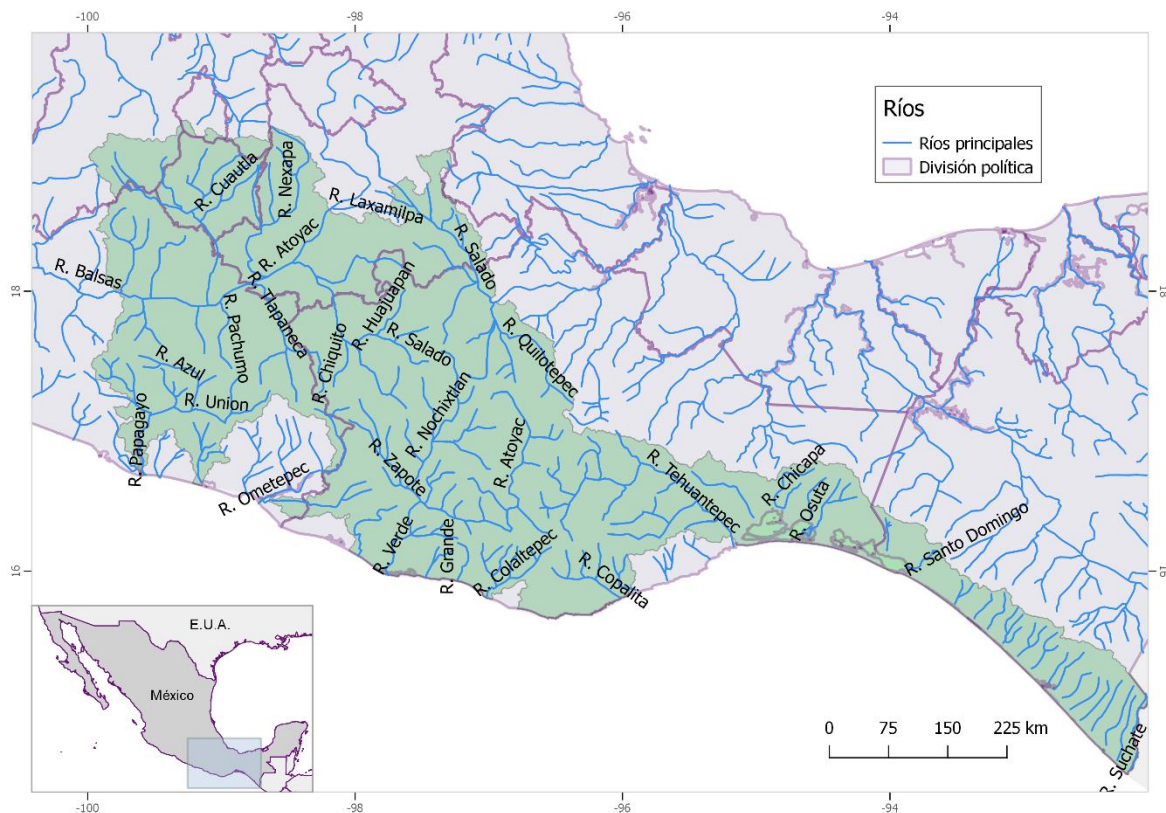 -100
-98
-96
-94
Ríos
Ríos principales
División política
R. Cuautla
R. Nexapa
R. Laxamilpa
R. Atoyac
R. Salado
R. Balsas
18
18
R. Tlapaneca
R. Pachumo
R. Huajuapan
R. Chiquito
R. Salado
R. Quilotepec
R. Azul
R. Union
R. Nochixtlan
R. Papagayo
R. Zapote
R. Atoyac
R. Tehuantepec
R. Chicapa
R. Osuta
R. Ometepec
R. Verde
R. Grande
R. Colaltepec
R. Copalita
R. Santo Domingo
16
16
E.U.A.
México
0 75 150 225 km
R. Suchate
-100
-98
-96
-94